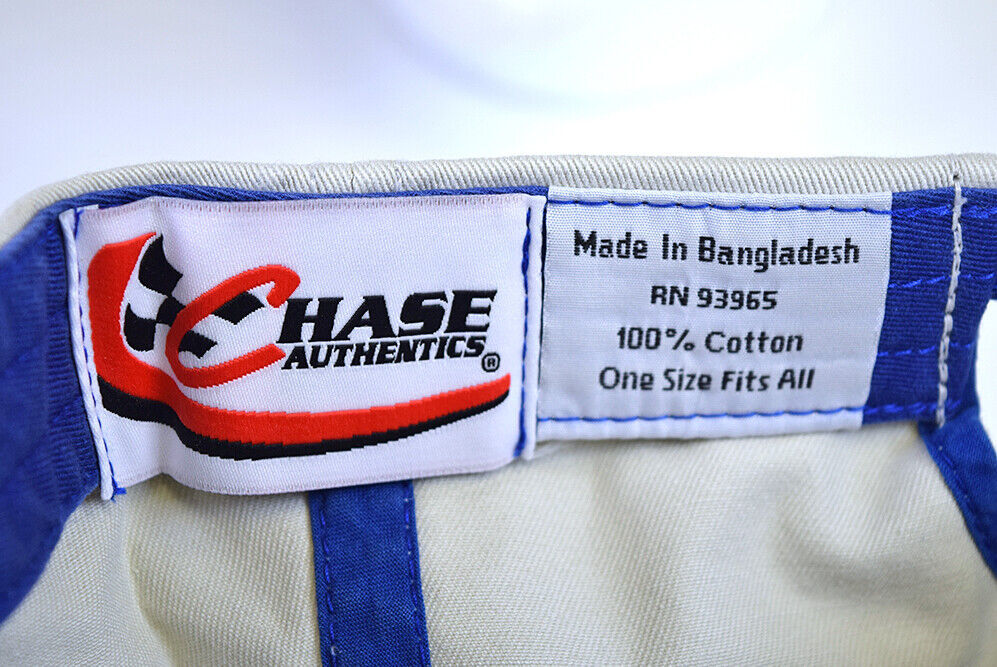 CHASE
AUTHENTICS®
Made In Bangladesh
RN 93965
100% Cotton
One Size Fits All